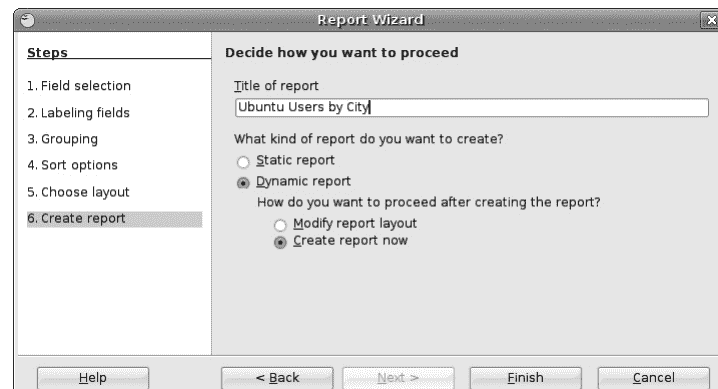 Report Wizard
Steps
1. Field selection
2. Labeling fields
3. Grouping
4. Sort options
5. Choose layout
6. Create report
Decide how you want to proceed
Title of report
Ubuntu Users by City
What kind of report do you want to create?
Static report
Dynamic report
How do you want to proceed after creating the report?
Modify report layout
Create report now
Help
< Back
Next >
Finish
Cancel